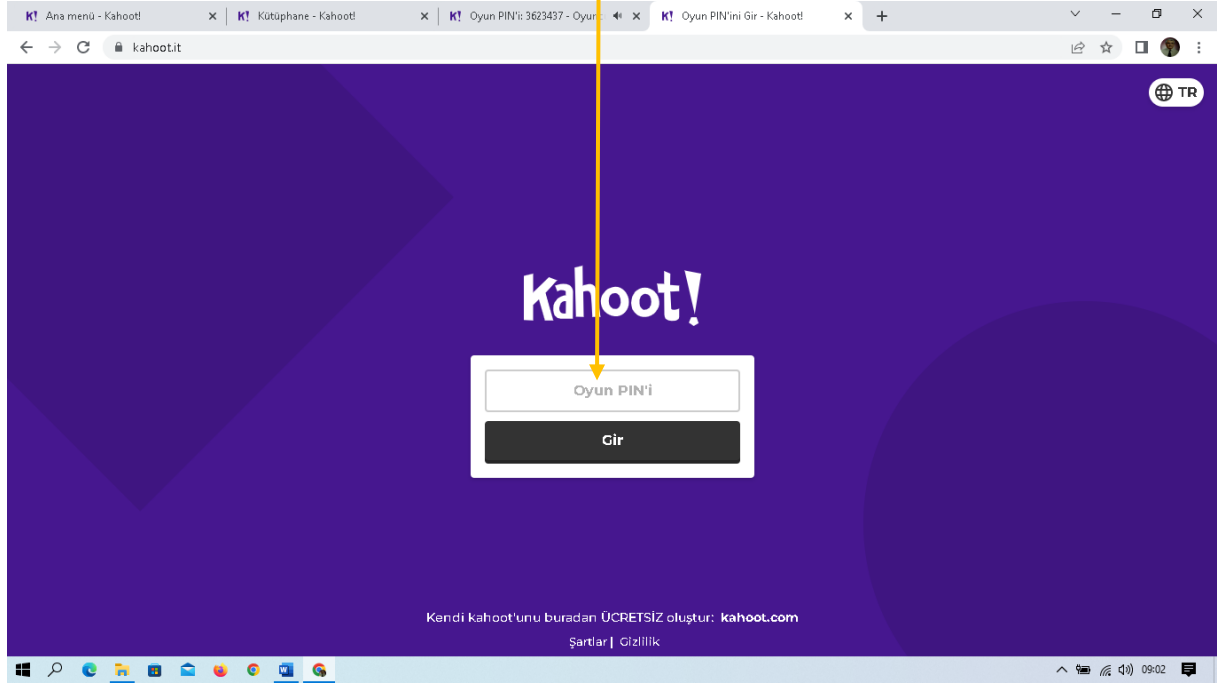 K! Ana menü - Kahoot!
K! Kütüphane - Kahoot!
K! Oyun PIN'i: 3623437 - Oyun
K! Oyun PIN'ini Gir - Kahoot!
kahoot.it
TR
Kahoot!
Oyun PIN'i
Gir
Kendi kahoot'unu buradan ÜCRETSİZ oluştur: kahoot.com
Şartlar | Gizlilik
09:02